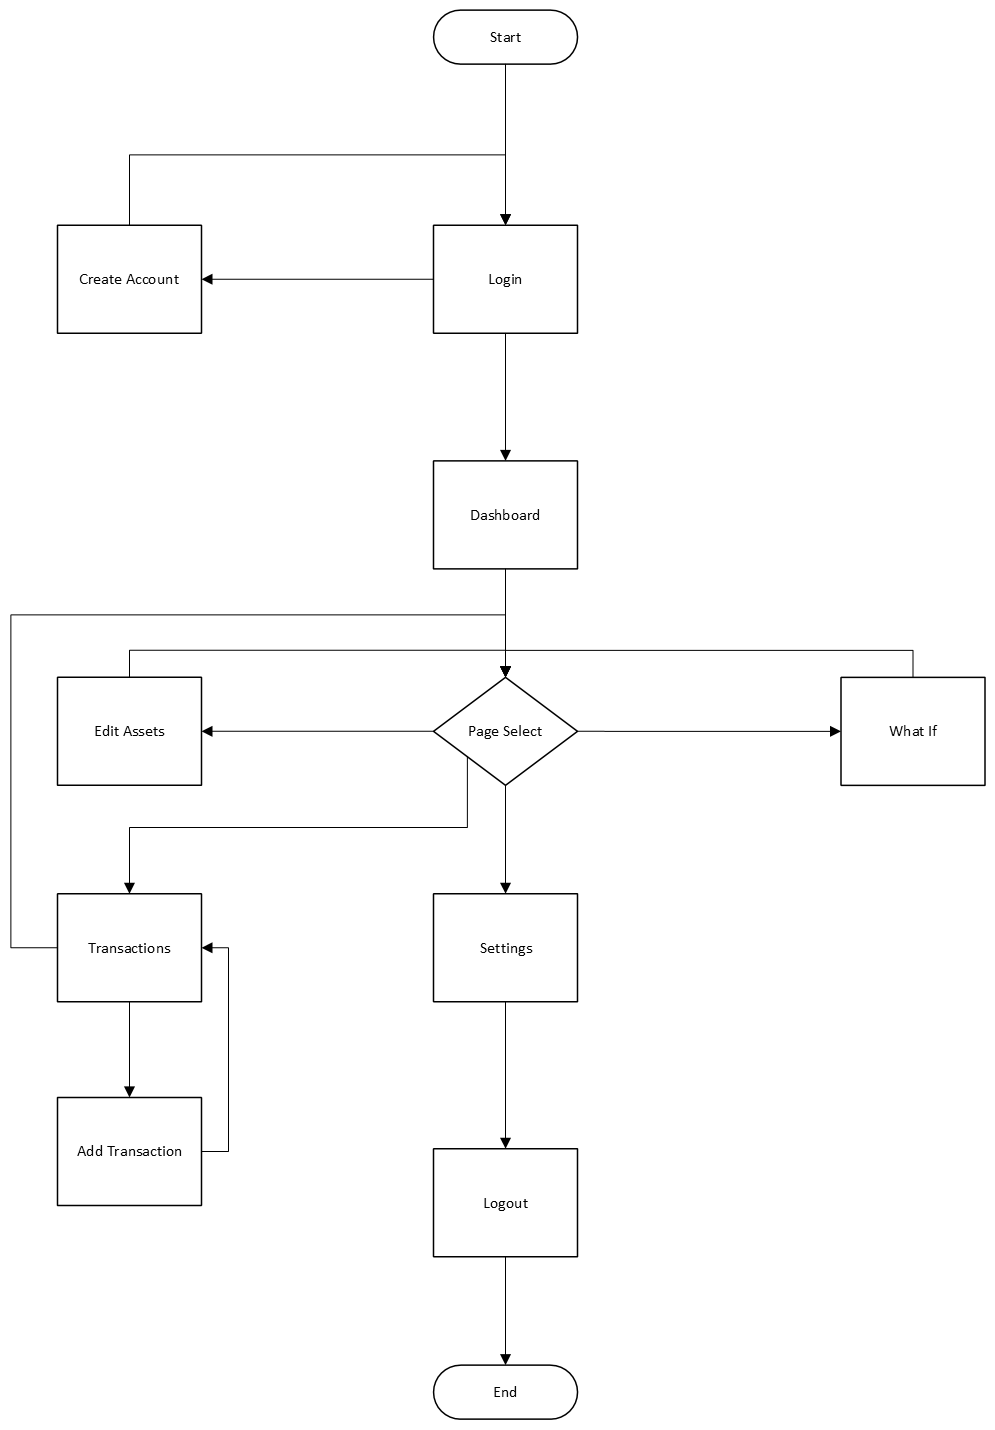 Start
Create Account
Login
Dashboard
Edit Assets
Page Select
What If
Transactions
Settings
Add Transaction
Logout
End